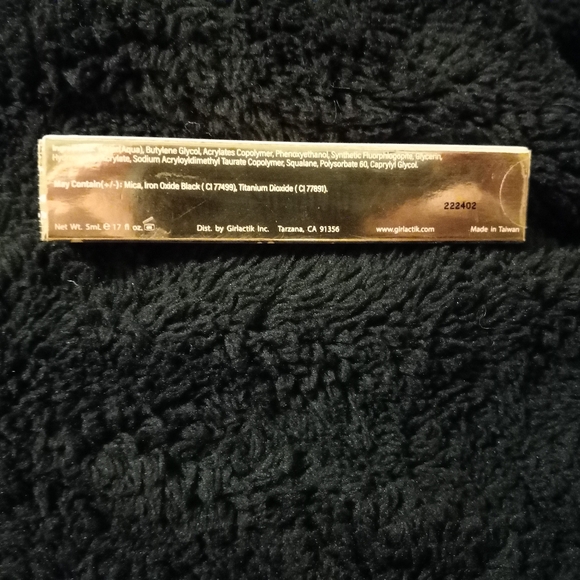 Aqua), Butylane Glycol, Acrylates Copolymer, Phenoxyethanol, Synthetic Fluorphlogopite, Glycerin,
Sodium Acryloyldimethyl Taurate Copolymer, Squalane, Polysorbate 60, Caprylyl Glycol.
May Contain(+/-): Mica, Iron Oxide Black ( CI 77499), Titanium Dioxide ( CI 77891).
222402
Net Wt. 5mL ℮ 17 fl oz. Dist. by Girlactik Inc. Tarzana, CA 91356 www.girlactik.com Made in Taiwan